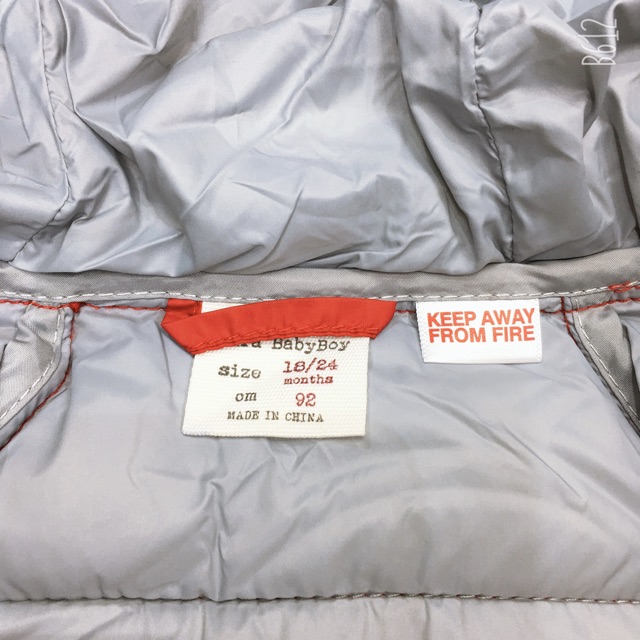 BabyBoy
size 18/24
months
cm 92
MADE IN CHINA
KEEP AWAY
FROM FIRE
B612